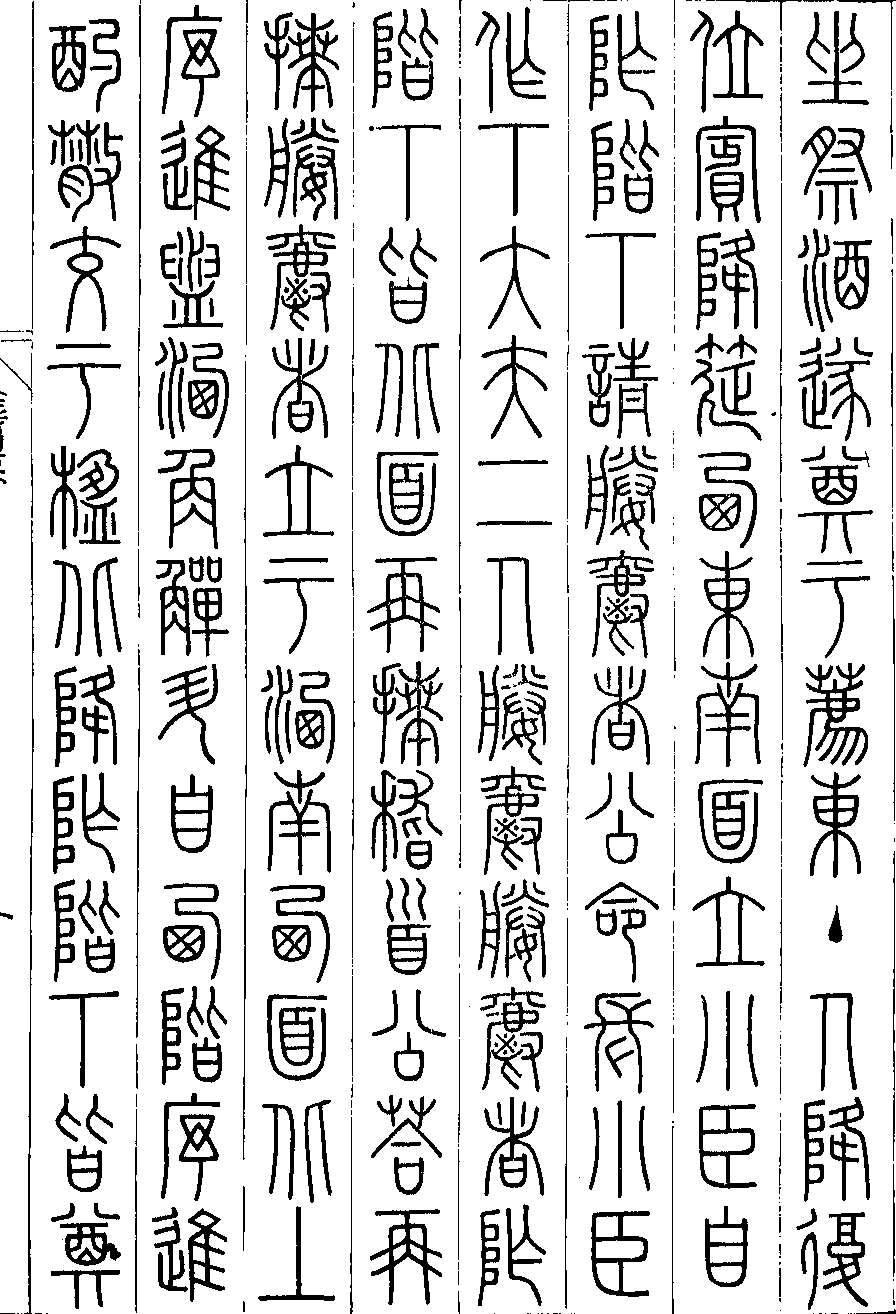 坐祭酒遂奠于薦東主人降復
位賓降筵西東南面立小臣自
阼階下請媵爵者公命長小臣
作下大夫二人媵爵媵爵者阼
階下皆北面再拜稽首公荅再
拜媵爵者立于洗南西面北上
序進盥洗角觶升自西階序進
酌散交于楹北降阼階下皆奠